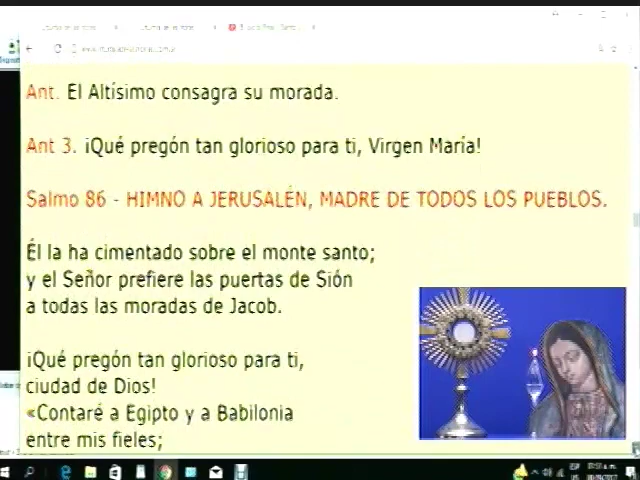 Ant. El Altísimo consagra su morada.
Ant 3. ¡Qué pregón tan glorioso para ti, Virgen María!
Salmo 86 - HIMNO A JERUSALÉN, MADRE DE TODOS LOS PUEBLOS.
Él la ha cimentado sobre el monte santo;
y el Señor prefiere las puertas de Sión
a todas las moradas de Jacob.
¡Qué pregón tan glorioso para ti,
ciudad de Dios!
«Contaré a Egipto y a Babilonia
entre mis fieles;
ESP